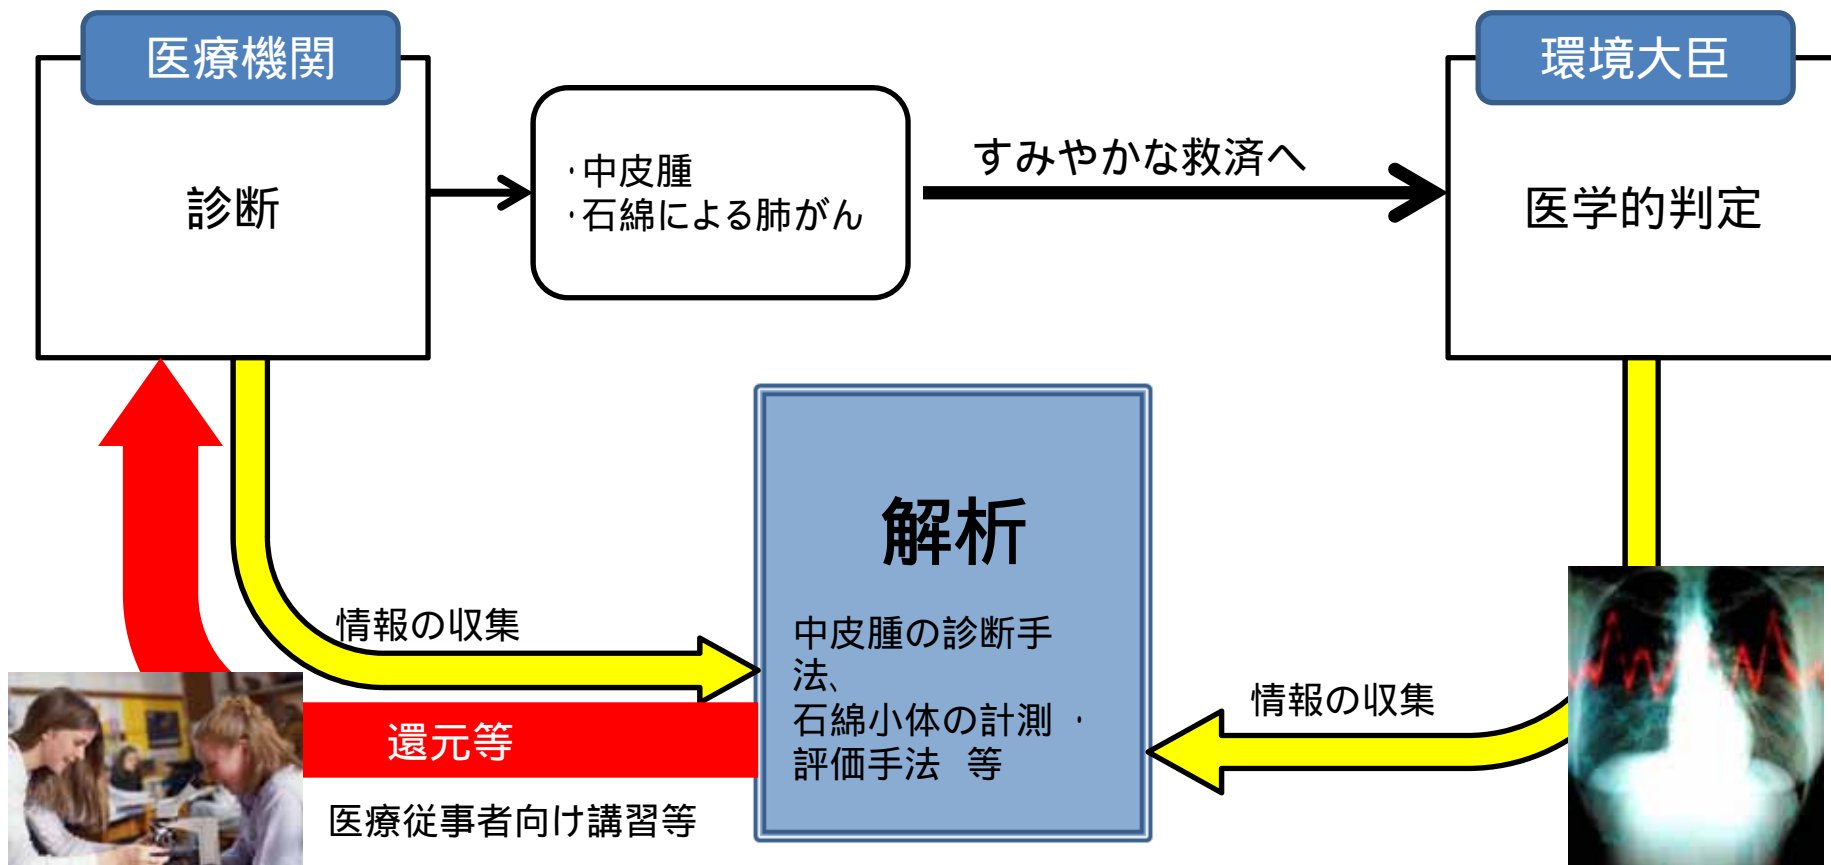 医療機関
環境大臣
診断
・中皮腫
・石綿による肺がん
すみやかな救済へ
医学的判定
解析
中皮腫の診断手
法、
石綿小体の計測・
評価手法 等
情報の収集
情報の収集
還元等
医療従事者向け講習等